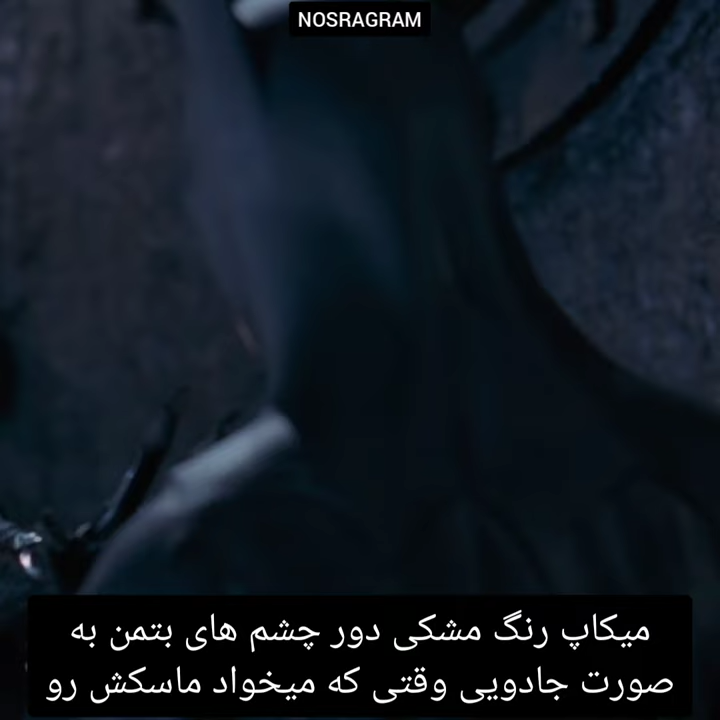 NOSRAGRAM
میکاپ رنگ مشکی دور چشم های بتمن به
صورت جادویی وقتی که میخواد ماسکش رو